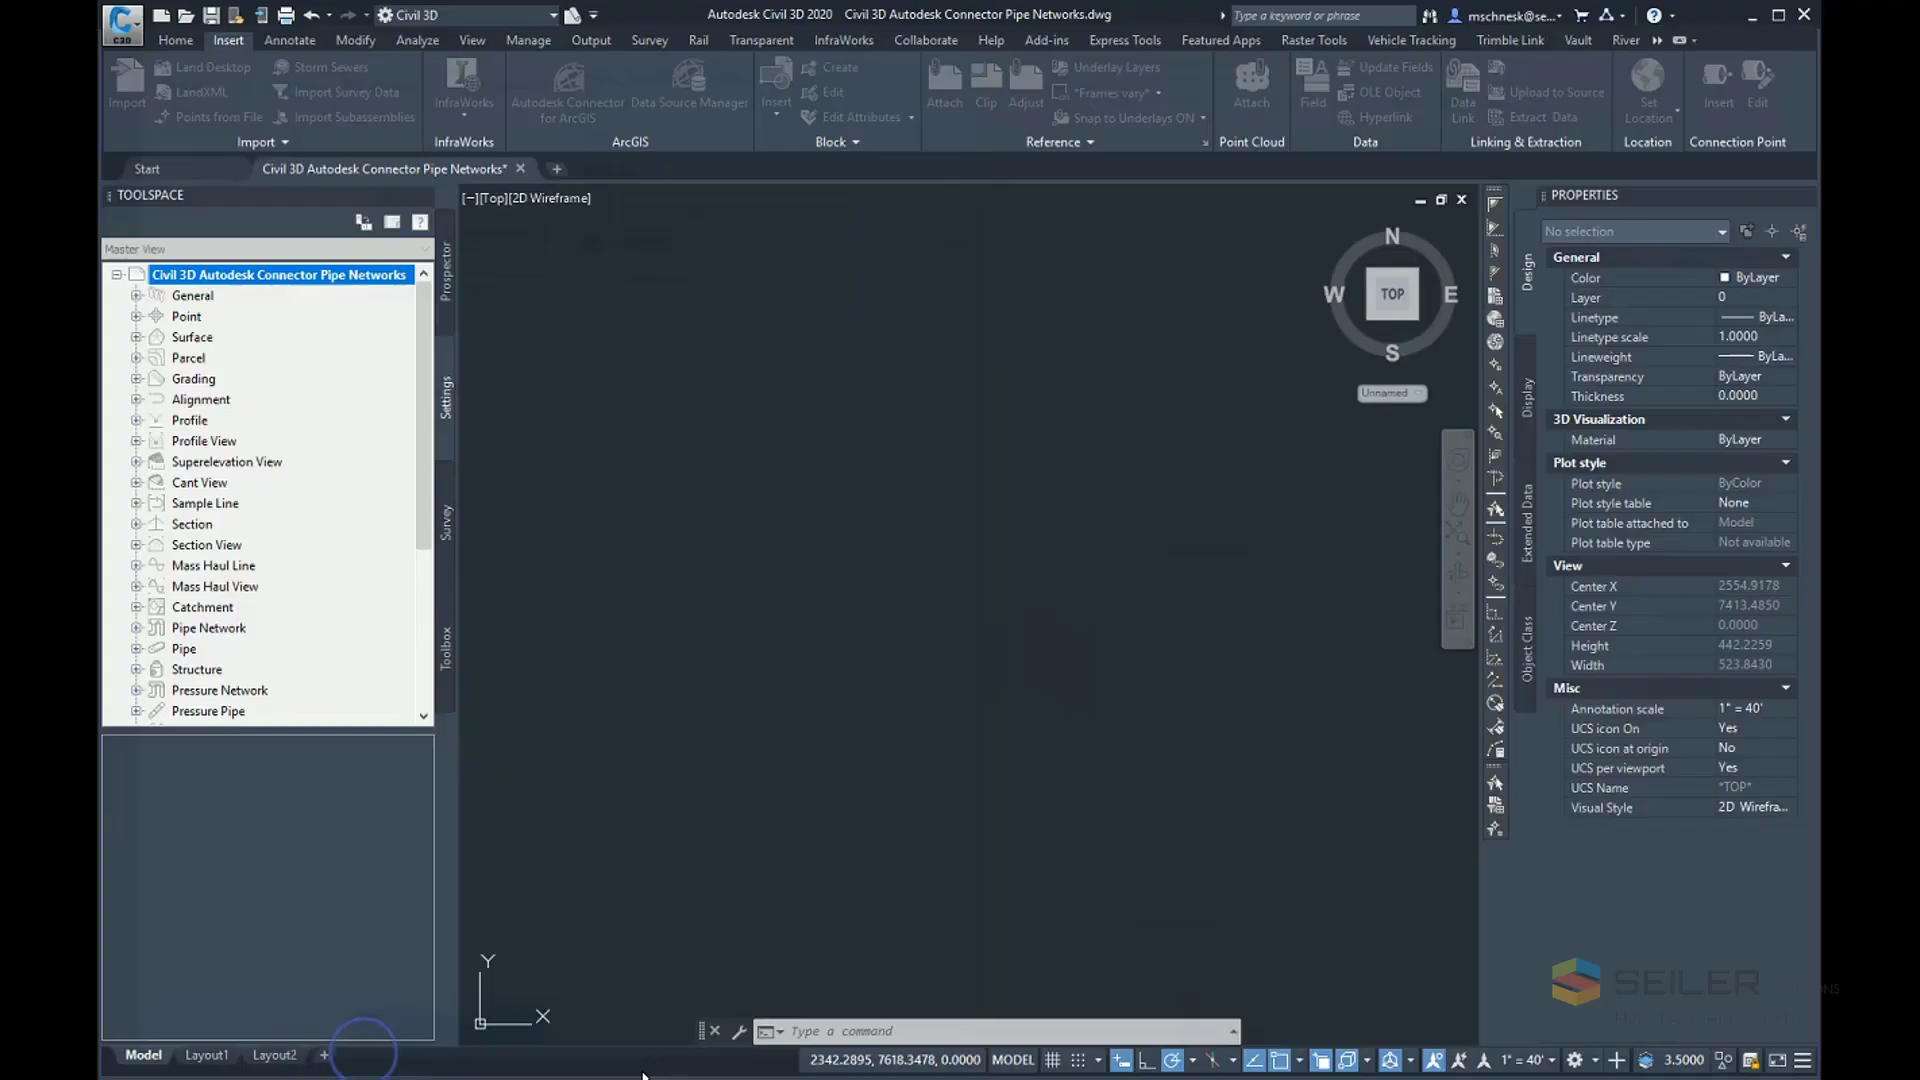 C3D
Civil 3D
Autodesk Civil 3D 2020 Civil 3D Autodesk Connector Pipe Networks.dwg
Type a keyword or phrase
mschnesk@se...
Home Insert Annotate Modify Analyze View Manage Output Survey Rail Transparent InfraWorks Collaborate Help Add-ins Express Tools Featured Apps Raster Tools Vehicle Tracking Trimble Link Vault River
Import
Land Desktop
LandXML
Points from File
Storm Sewers
Import Survey Data
Import Subassemblies
Import
InfraWorks
InfraWorks
Autodesk Connector for ArcGIS
Data Source Manager
ArcGIS
Insert
Create
Edit
Edit Attributes
Block
Attach
Clip
Adjust
Underlay Layers
*Frames vary*
Snap to Underlays ON
Reference
Attach
Point Cloud
Field
Update Fields
OLE Object
Hyperlink
Data
Data Link
Upload to Source
Extract Data
Linking & Extraction
Set Location
Location
Insert
Edit
Connection Point
Start
Civil 3D Autodesk Connector Pipe Networks*
TOOLSPACE
Master View
Civil 3D Autodesk Connector Pipe Networks
General
Point
Surface
Parcel
Grading
Alignment
Profile
Profile View
Superelevation View
Cant View
Sample Line
Section
Section View
Mass Haul Line
Mass Haul View
Catchment
Pipe Network
Pipe
Structure
Pressure Network
Pressure Pipe
Prospector
Settings
Survey
Toolbox
[−][Top][2D Wireframe]
N
W TOP E
S
Unnamed
Y
X
Type a command
PROPERTIES
No selection
Design
Display
Extended Data
Object Class
General
Color ByLayer
Layer 0
Linetype ByLa...
Linetype scale 1.0000
Lineweight ByLa...
Transparency ByLayer
Thickness 0.0000
3D Visualization
Material ByLayer
Plot style
Plot style ByColor
Plot style table None
Plot table attached to Model
Plot table type Not available
View
Center X 2554.9178
Center Y 7413.4850
Center Z 0.0000
Height 442.2259
Width 523.8430
Misc
Annotation scale 1" = 40'
UCS icon On Yes
UCS icon at origin No
UCS per viewport Yes
UCS Name *TOP*
Visual Style 2D Wirefra...
SEILER
Model Layout1 Layout2 +
2342.2895, 7618.3478, 0.0000 MODEL 1" = 40' 3.5000